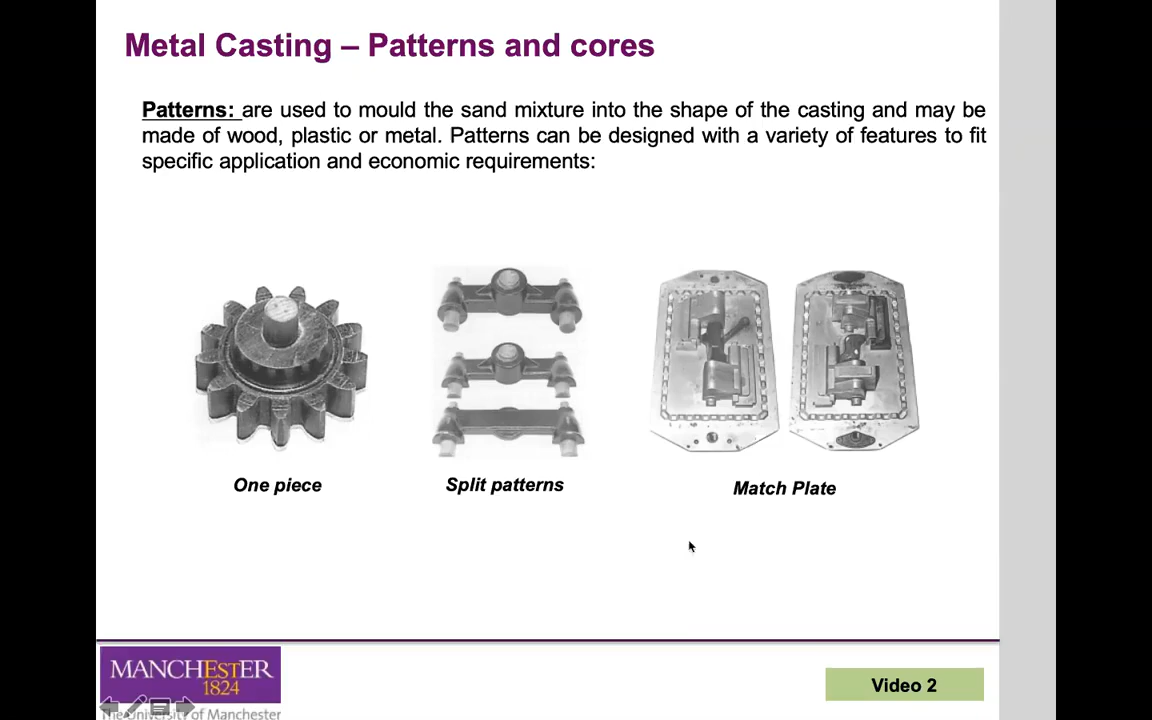 Metal Casting – Patterns and cores
Patterns: are used to mould the sand mixture into the shape of the casting and may be
made of wood, plastic or metal. Patterns can be designed with a variety of features to fit
specific application and economic requirements:
One piece
Split patterns
Match Plate
MANCHESTER
1824
The University of Manchester
Video 2